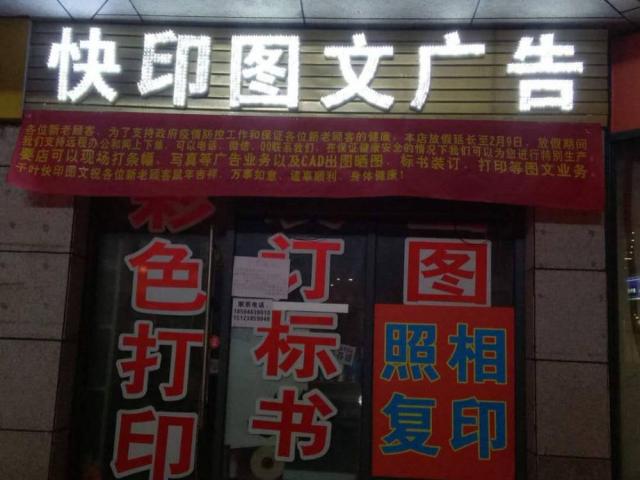 快印图文广告
各位新老顾客，为了支持政府疫情防控工作和保证各位新老顾客的健康，本店放假延长至2月9日，放假期间
我们支持远程办公和网上下单，可以电话、微信、QQ联系我们，在保证健康安全的情况下我们可以为您进行特别生产
要店可以现场打条幅、写真等广告业务以及CAD出图晒图、标书装订、打印等图文业务
千叶快印图文祝各位新老顾客鼠年吉祥，万事如意，诸事顺利，身体健康！
彩色打印
订标书
图
照相
复印
联系电话